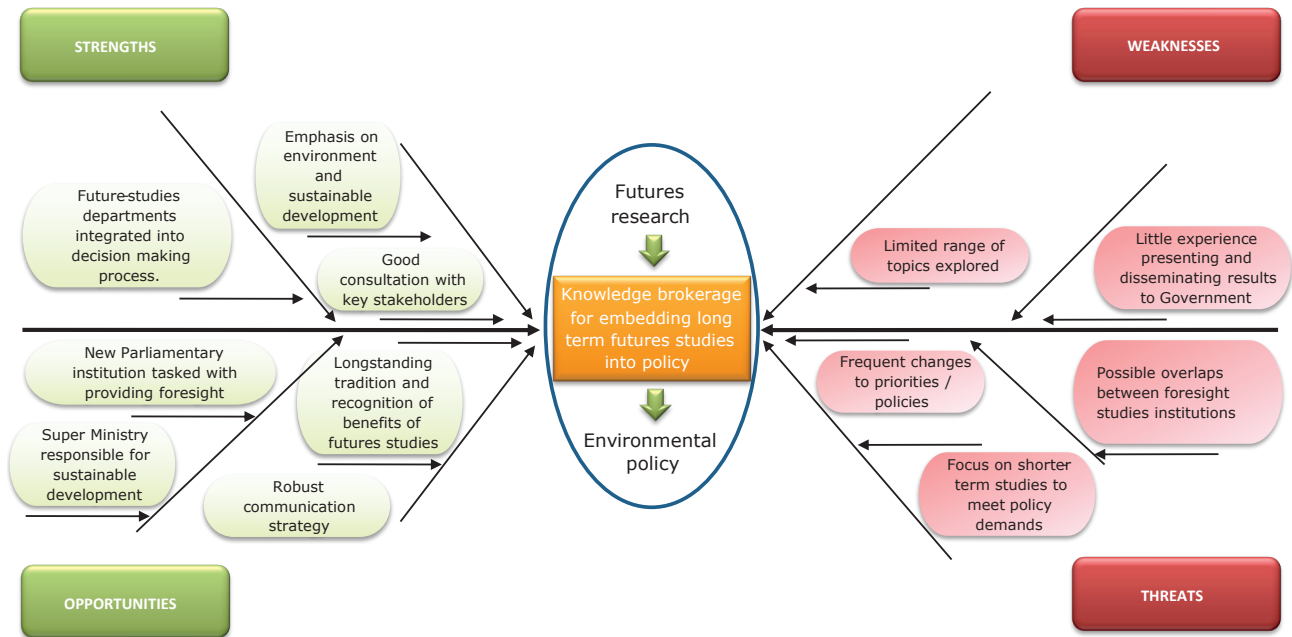 STRENGTHS
WEAKNESSES
Emphasis on
environment
and
sustainable
development
Future-studies
departments
integrated into
decision making
process.
Good
consultation with
key stakeholders
Futures
research
Knowledge brokerage
for embedding long
term futures studies
into policy
Environmental
policy
Limited range of
topics explored
Little experience
presenting and
disseminating results
to Government
New Parliamentary
institution tasked with
providing foresight
Longstanding
tradition and
recognition of
benefits of
futures studies
Super Ministry
responsible for
sustainable
development
Robust
communication
strategy
Frequent changes
to priorities /
policies
Possible overlaps
between foresight
studies institutions
Focus on shorter-
term studies to
meet policy
demands
OPPORTUNITIES
THREATS